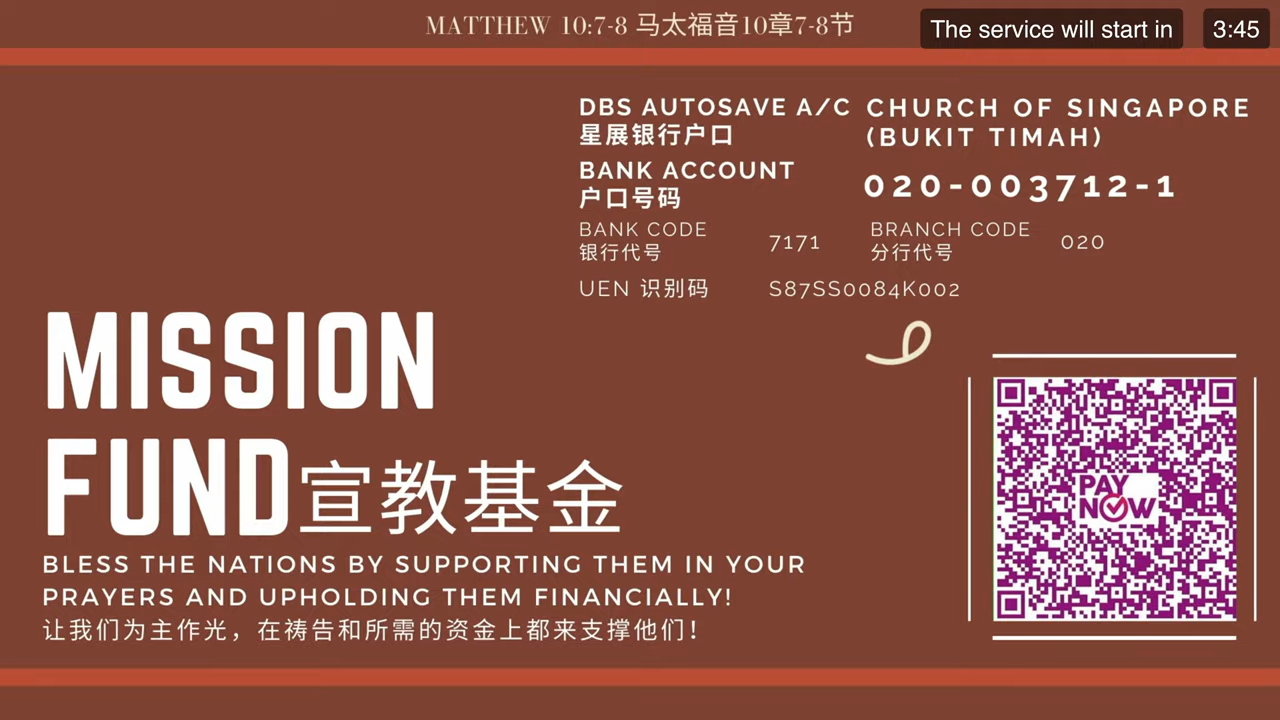 MATTHEW 10:7-8 马太福音10章7-8节
The service will start in 3:45
DBS AUTOSAVE A/C CHURCH OF SINGAPORE
星展银行户口 (BUKIT TIMAH)
BANK ACCOUNT
户口号码 020-003712-1
BANK CODE
银行代号 7171
BRANCH CODE
分行代号 020
UEN 识别码 S87SS0084K002
MISSION
FUND宣教基金
BLESS THE NATIONS BY SUPPORTING THEM IN YOUR
PRAYERS AND UPHOLDING THEM FINANCIALLY!
让我们为主作光，在祷告和所需的资金上都来支撑他们！
PAY
NOW